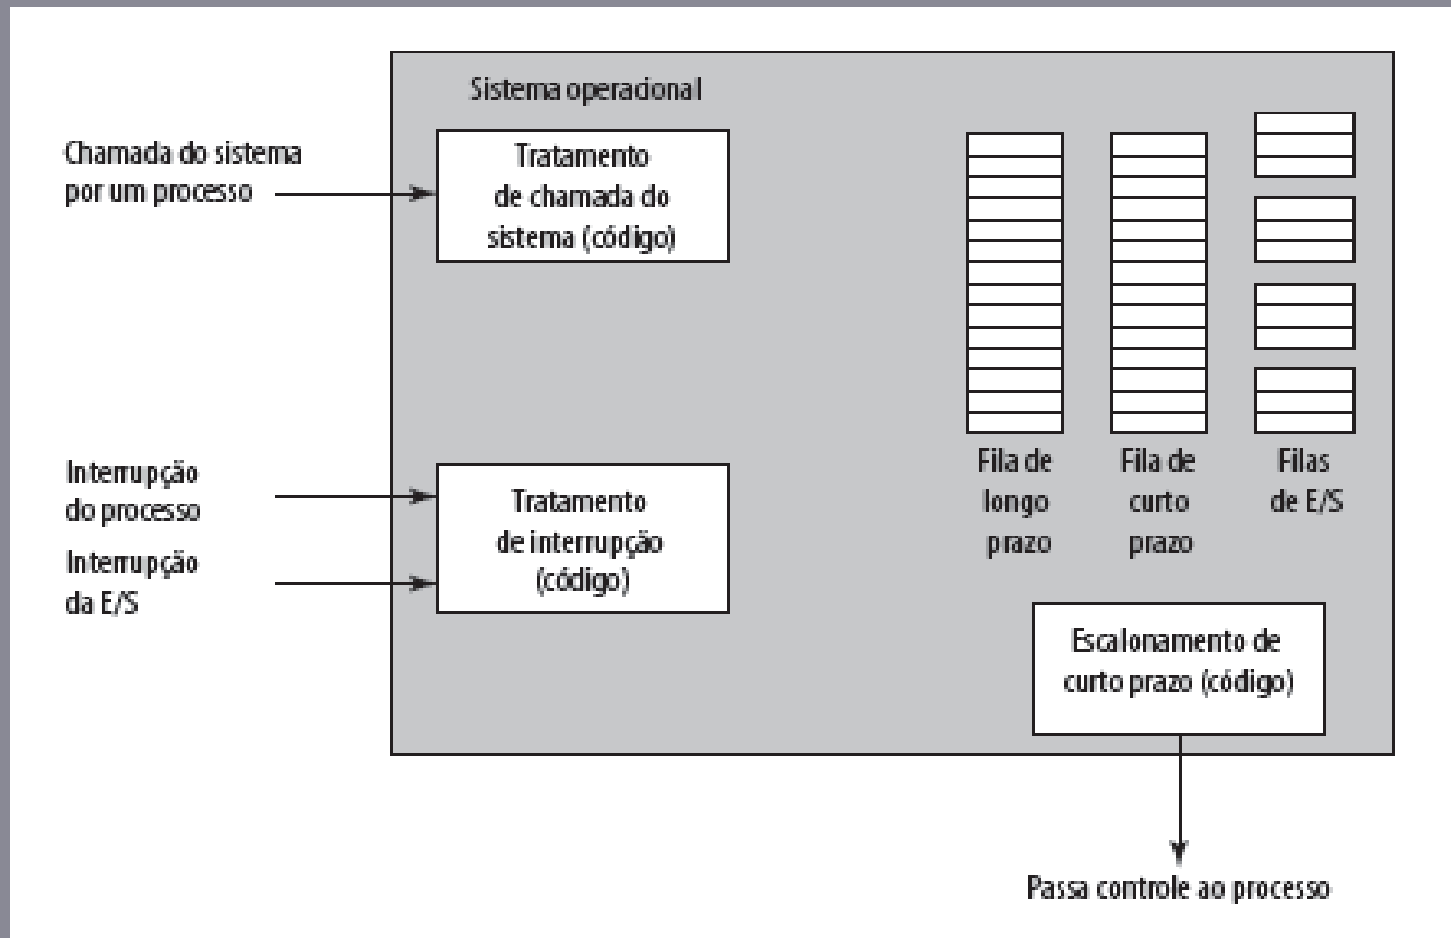 Sistema operacional
Chamada do sistema
por um processo
Tratamento
de chamada do
sistema (código)
Interrupção
do processo
Interrupção
da E/S
Tratamento
de interrupção
(código)
Fila de
longo
prazo
Fila de
curto
prazo
Filas
de E/S
Escalonamento de
curto prazo (código)
Passa controle ao processo